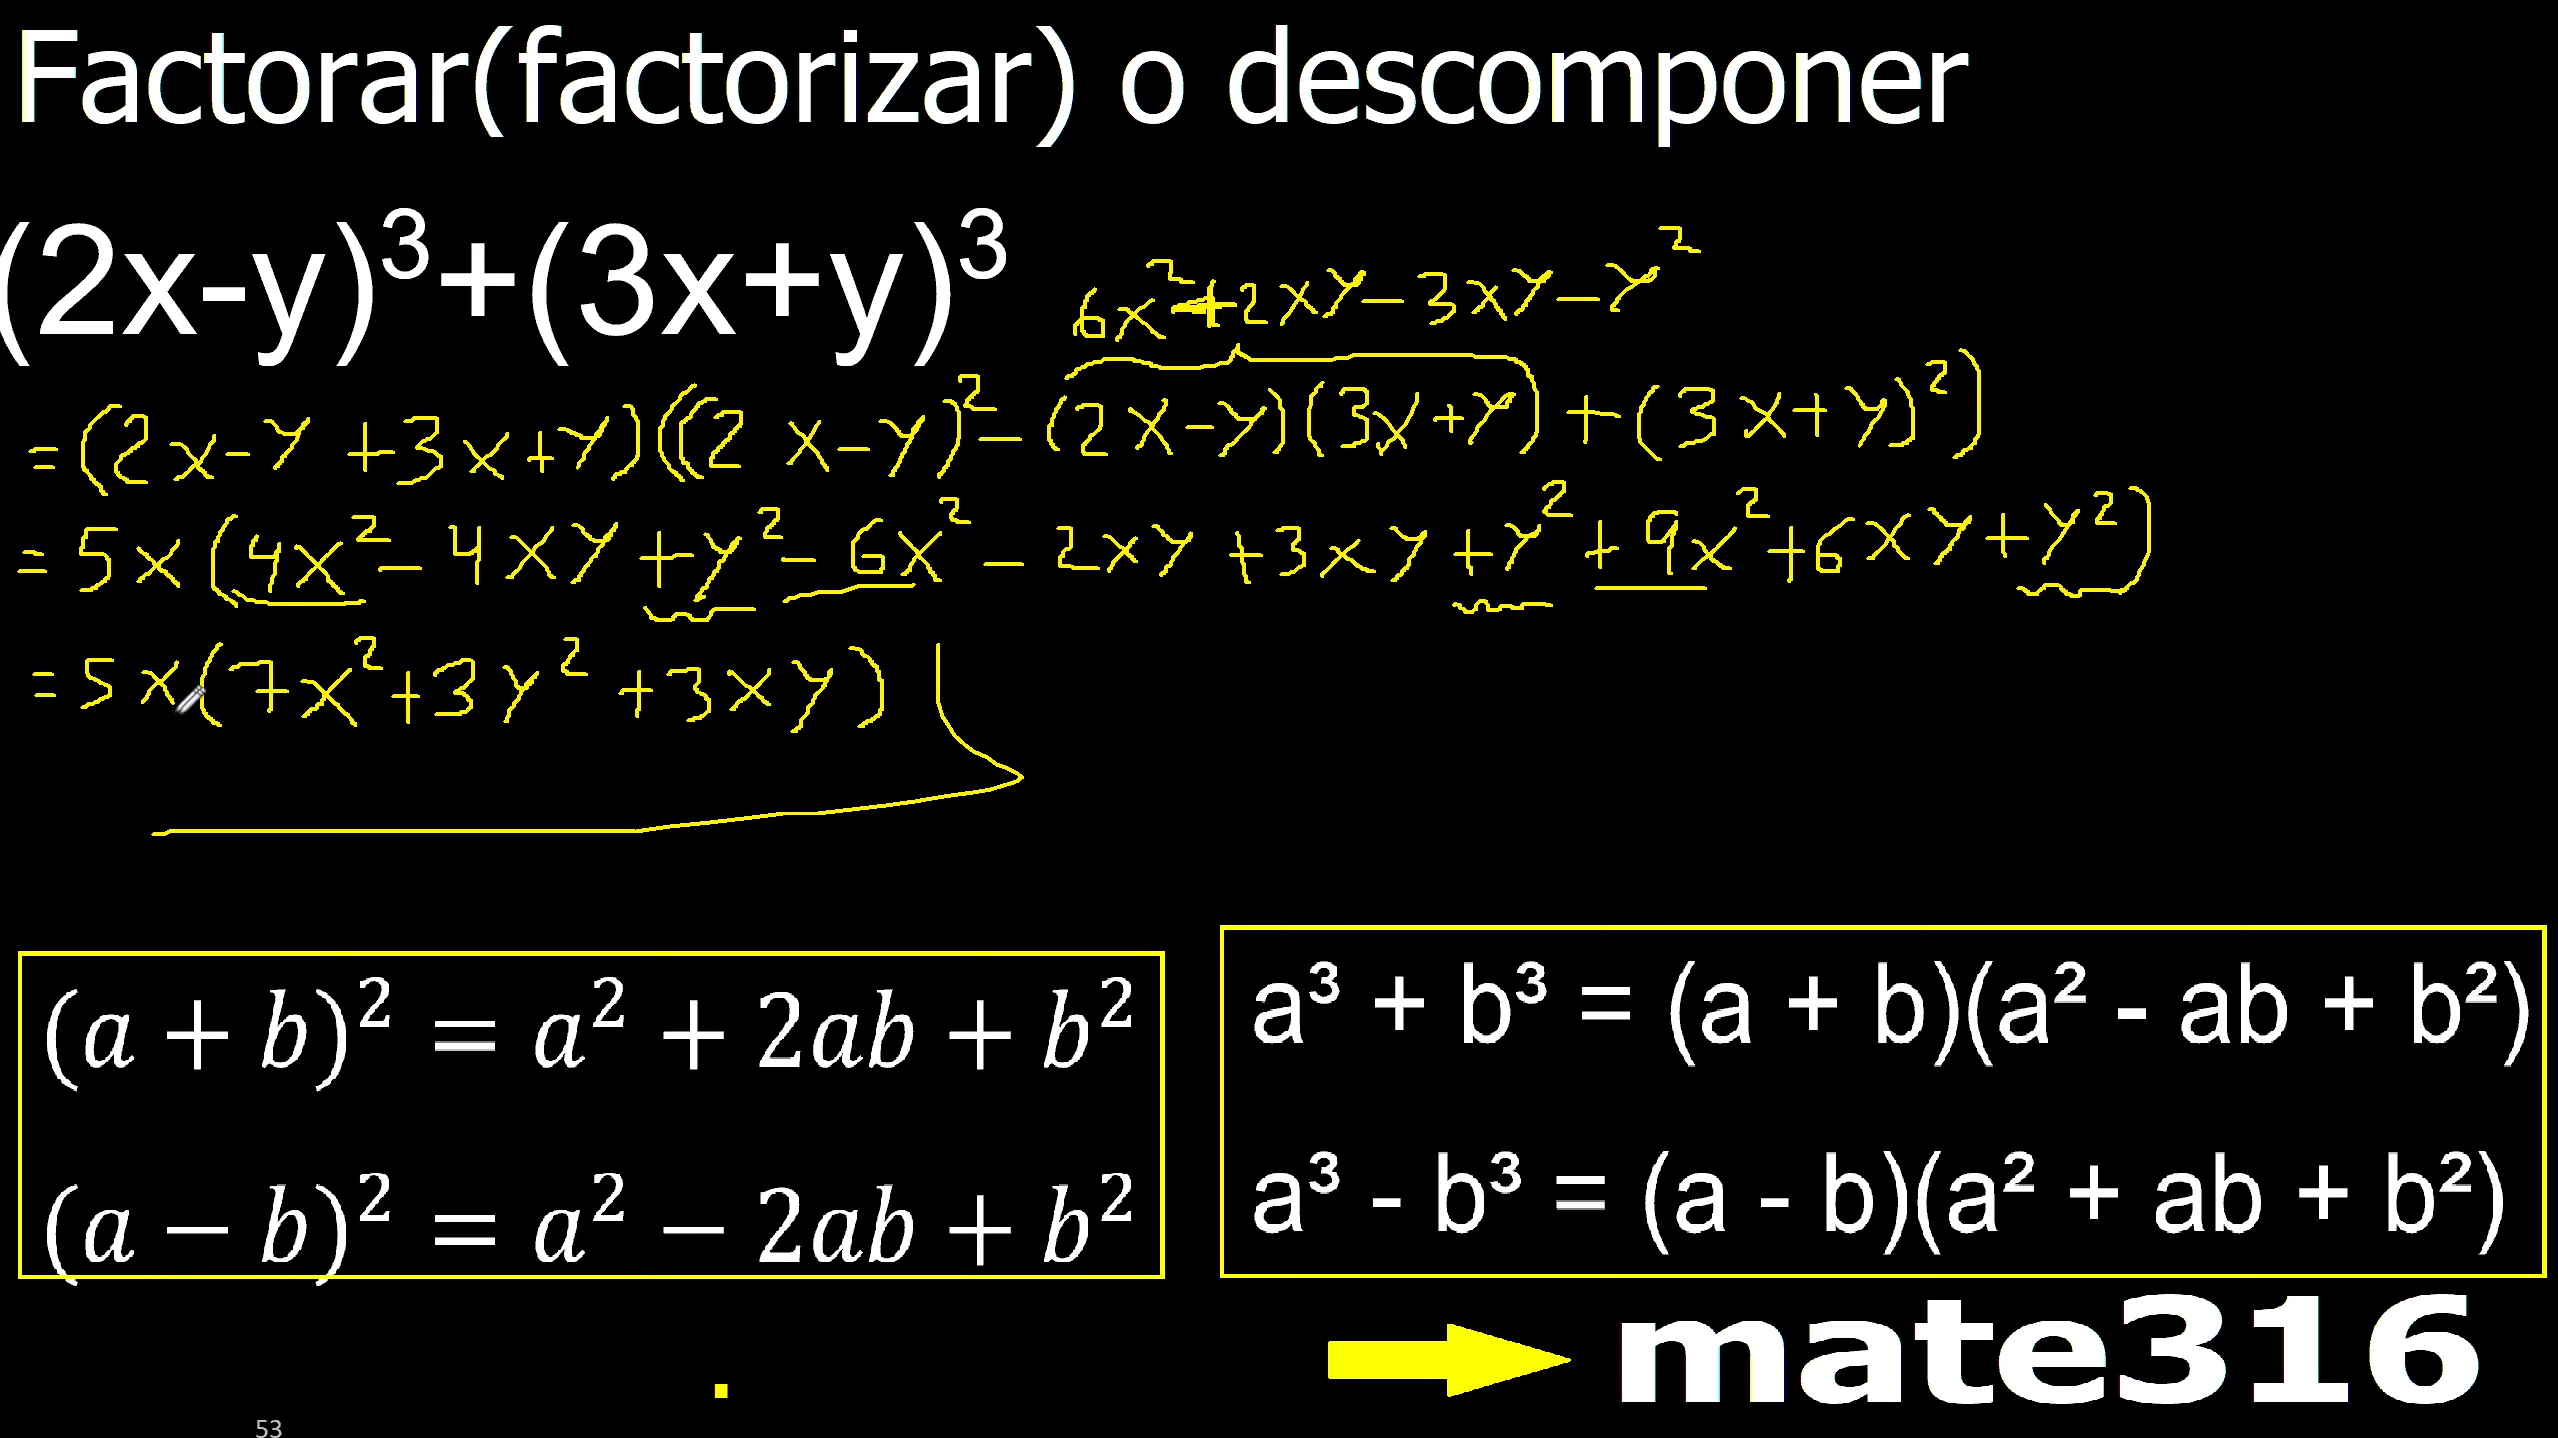 Factorar(factorizar) o descomponer
(2x-y)³+(3x+y)³
6x²+2xy-3xy-y²
=(2x-y+3x+y)((2x-y)²-(2x-y)(3x+y)+(3x+y)²)
=5x(4x²-4xy+y²-6x²-2xy+3xy+y²+9x²+6xy+y²)
=5x(7x²+3y²+3xy)
(a + b)² = a² + 2ab + b²
(a − b)² = a² − 2ab + b²
a³ + b³ = (a + b)(a² - ab + b²)
a³ - b³ = (a - b)(a² + ab + b²)
mate316
53